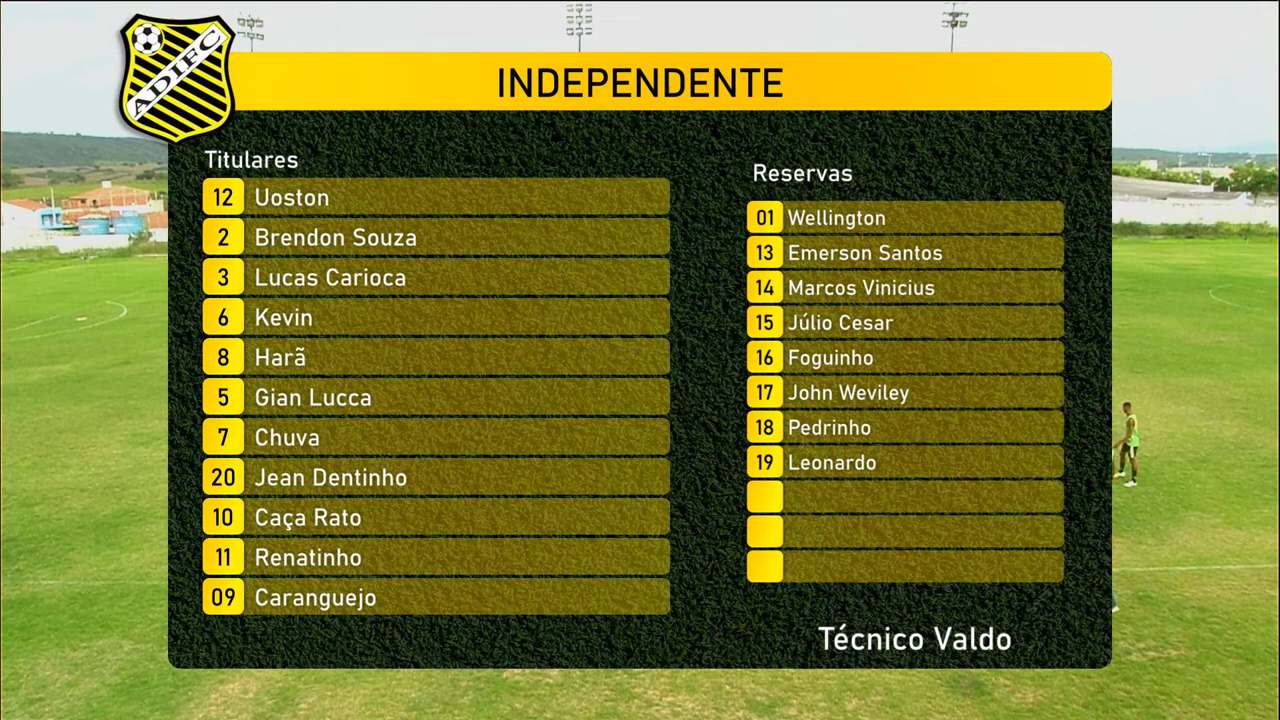 ADIFC
INDEPENDENTE
Titulares
12 Uoston
2 Brendon Souza
3 Lucas Carioca
6 Kevin
8 Harã
5 Gian Lucca
7 Chuva
20 Jean Dentinho
10 Caça Rato
11 Renatinho
09 Caranguejo
Reservas
01 Wellington
13 Emerson Santos
14 Marcos Vinicius
15 Júlio Cesar
16 Foguinho
17 John Weviley
18 Pedrinho
19 Leonardo
Técnico Valdo